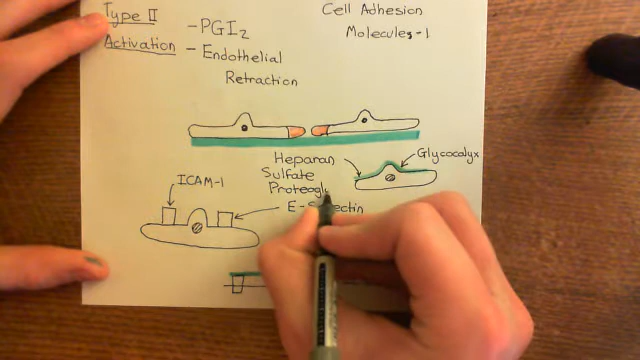 Type II
Activation
- PGI2
- Endothelial
Retraction
Cell Adhesion
Molecules-1
Heparan
Sulfate
Glycocalyx
ICAM-1